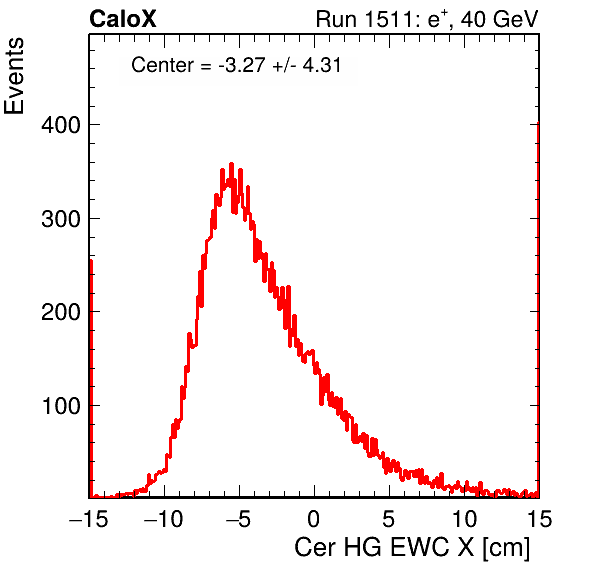 CaloX Run 1511: e⁺, 40 GeV
Center = -3.27 +/- 4.31
Events
400
300
200
100
−15 −10 −5 0 5 10 15
Cer HG EWC X [cm]